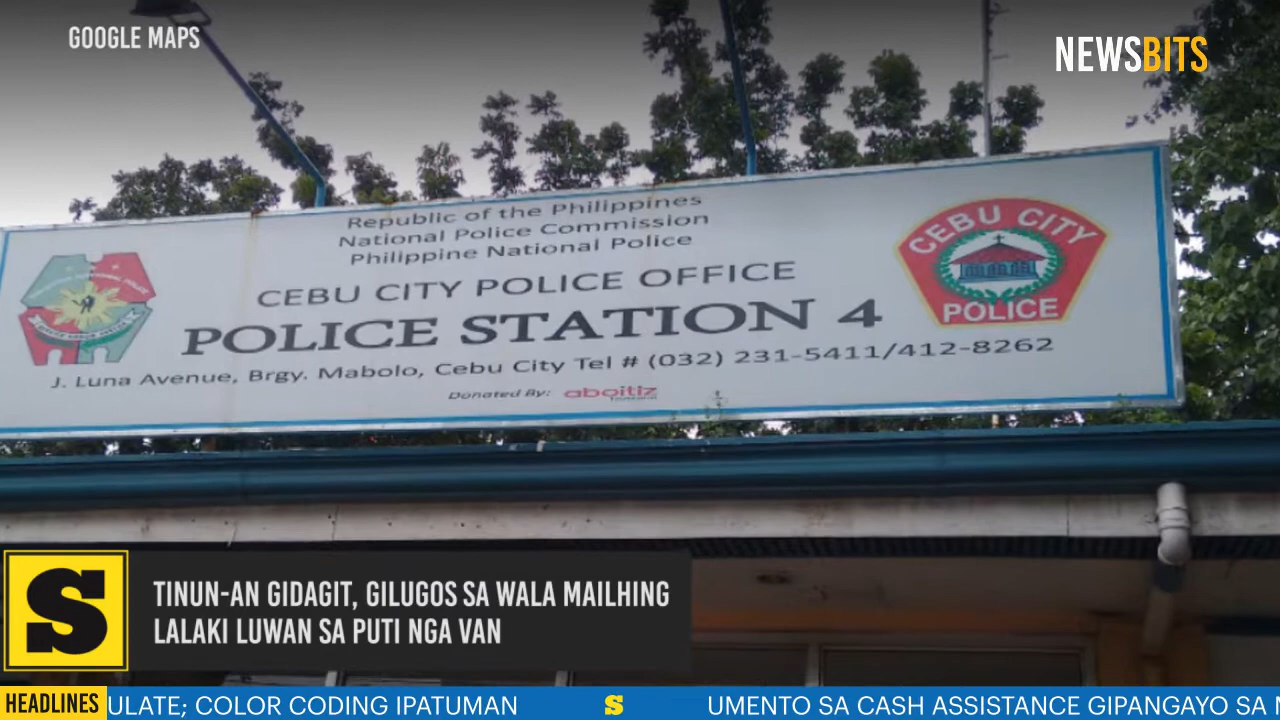 GOOGLE MAPS
NEWSBITS
Republic of the Philippines
National Police Commission
Philippine National Police
CEBU CITY POLICE OFFICE
POLICE STATION 4
J. Luna Avenue, Brgy. Mabolo, Cebu City Tel # (032) 231-5411/412-8262
Donated By: aboitiz
CEBU CITY
POLICE
S
TINUN-AN GIDAGIT, GILUGOS SA WALA MAILHING
LALAKI LUWAN SA PUTI NGA VAN
HEADLINES ULATE; COLOR CODING IPATUMAN S UMENTO SA CASH ASSISTANCE GIPANGAYO SA